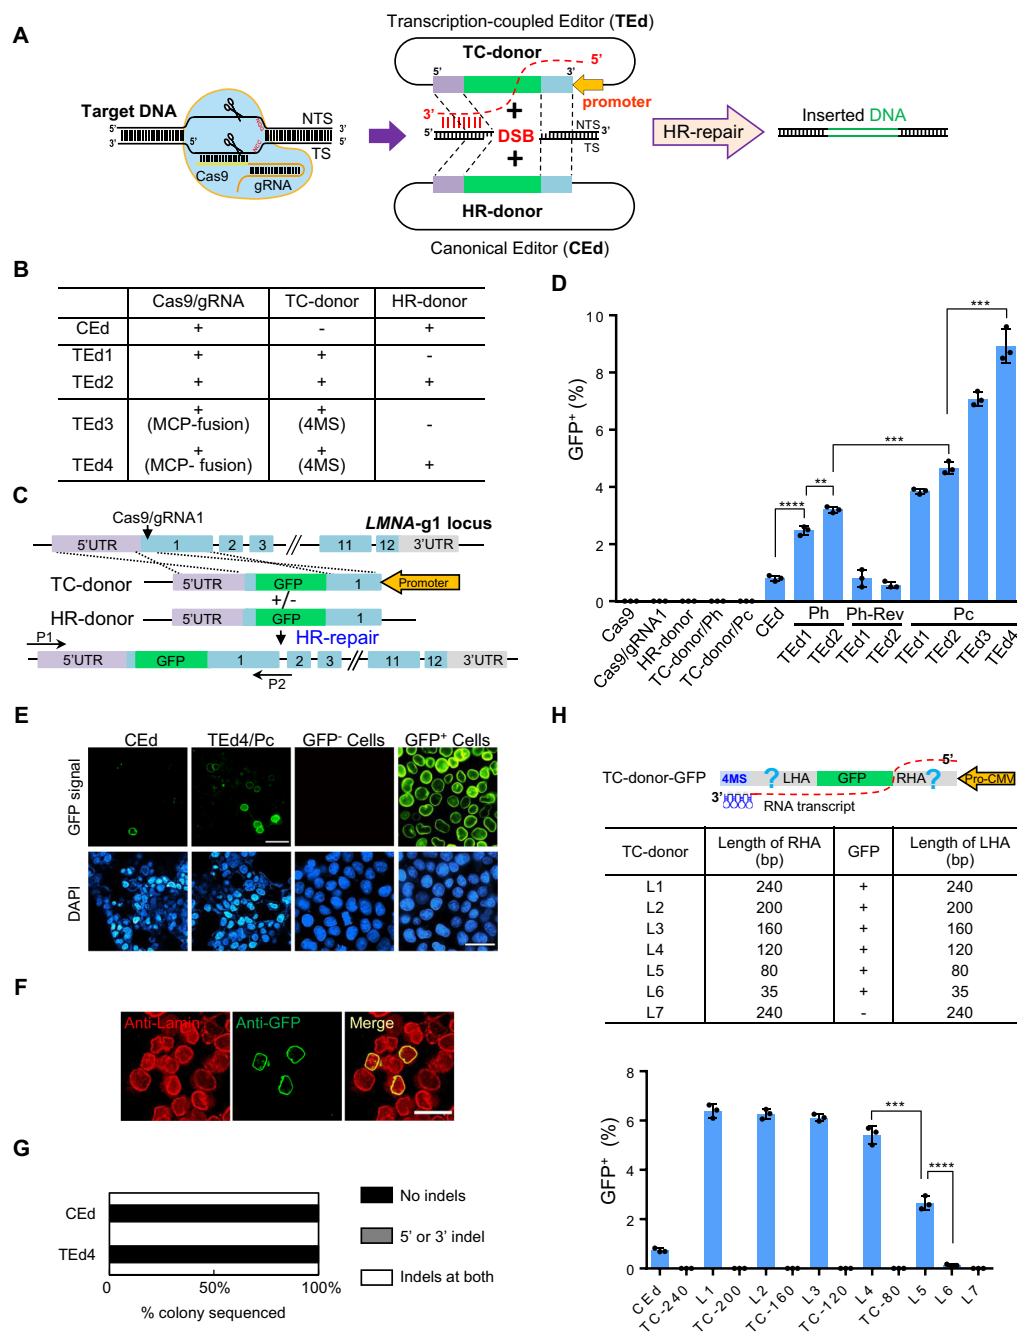 A
Transcription-coupled Editor (TEd)
TC-donor
5'
3'
5'
promoter
3'
Target DNA
NTS
3'
5'
3'
5'
TS
Cas9
gRNA
+
5'
DSB
NTS
3'
TS
+
HR-donor
Canonical Editor (CEd)
HR-repair
Inserted DNA
B
Cas9/gRNA TC-donor HR-donor
CEd + - +
TEd1 + + -
TEd2 + + +
TEd3 + (MCP-fusion) + (4MS) -
TEd4 + (MCP- fusion) + (4MS) +
C
Cas9/gRNA1
LMNA-g1 locus
5'UTR 1 2 3 // 11 12 3'UTR
TC-donor 5'UTR GFP 1 Promoter
+/-
HR-donor 5'UTR GFP 1
P1 HR-repair
5'UTR GFP 1 2 3 // 11 12 3'UTR
P2
D
GFP+ (%)
10
8
6
4
2
0
****
**
***
***
Cas9
Cas9/gRNA1
HR-donor
TC-donor/Ph
TC-donor/Pc
CEd
TEd1
TEd2
TEd1
TEd2
TEd1
TEd2
TEd3
TEd4
Ph
Ph-Rev
Pc
E
CEd TEd4/Pc GFP- Cells GFP+ Cells
GFP signal
DAPI
F
Anti-Lamin Anti-GFP Merge
G
CEd
TEd4
0 50% 100%
% colony sequenced
No indels
5' or 3' indel
Indels at both
H
5'
TC-donor-GFP 4MS ? LHA GFP RHA ? Pro-CMV
3'
RNA transcript
TC-donor Length of RHA (bp) GFP Length of LHA (bp)
L1 240 + 240
L2 200 + 200
L3 160 + 160
L4 120 + 120
L5 80 + 80
L6 35 + 35
L7 240 - 240
GFP+ (%)
8
6
4
2
0
***
****
CEd
TC-240
L1
TC-200
L2
TC-160
L3
TC-120
L4
TC-80
L5
L6
L7